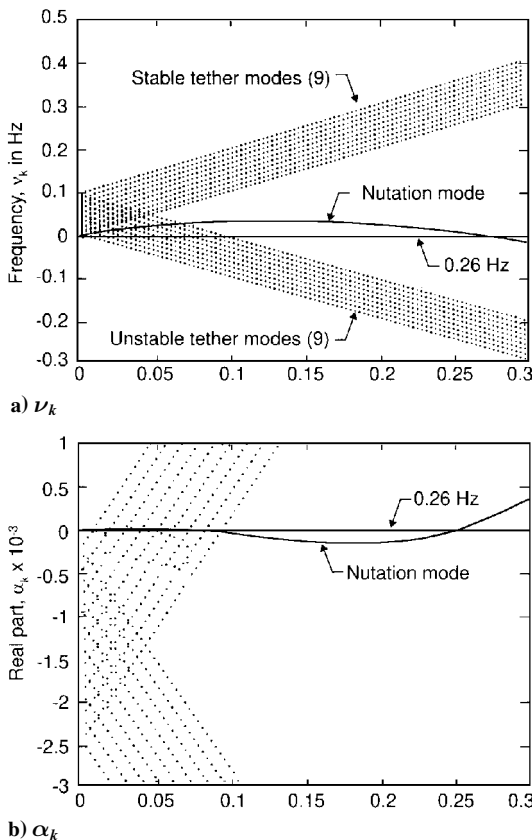 0.5
0.4
Stable tether modes (9)
0.3
0.2
Nutation mode
0.1
0
0.26 Hz
-0.1
-0.2
Unstable tether modes (9)
-0.3
Frequency, νk in Hz
0 0.05 0.1 0.15 0.2 0.25 0.3
a) νk
1
0.5
0.26 Hz
0
-0.5
Nutation mode
-1
-1.5
-2
-2.5
-3
Real part, αk x 10-3
0 0.05 0.1 0.15 0.2 0.25 0.3
b) αk